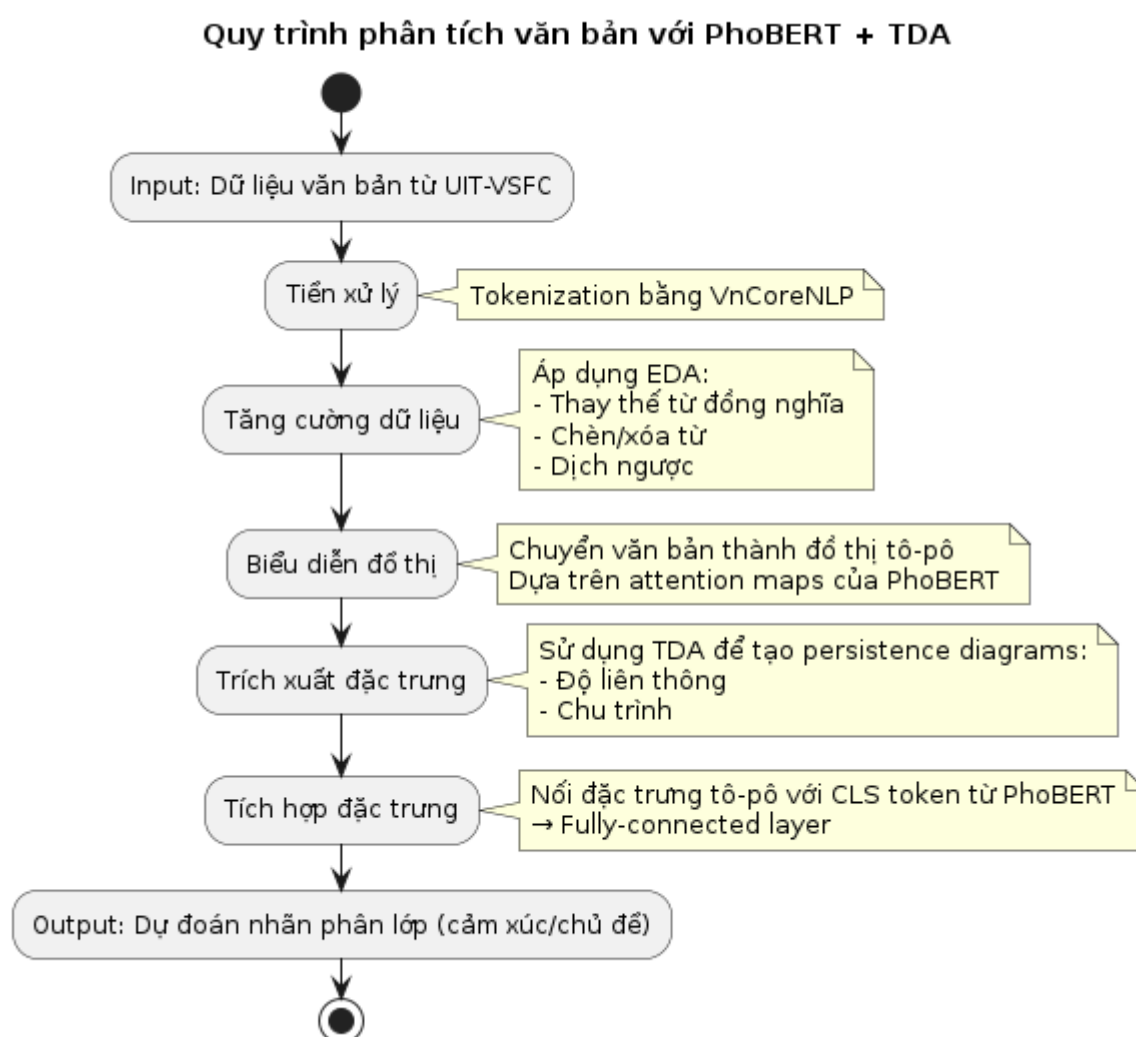 Quy trình phân tích văn bản với PhoBERT + TDA
Input: Dữ liệu văn bản từ UIT-VSFC
Tiền xử lý
Tokenization bằng VnCoreNLP
Tăng cường dữ liệu
Áp dụng EDA:
- Thay thế từ đồng nghĩa
- Chèn/xóa từ
- Dịch ngược
Biểu diễn đồ thị
Chuyển văn bản thành đồ thị tô-pô
Dựa trên attention maps của PhoBERT
Trích xuất đặc trưng
Sử dụng TDA để tạo persistence diagrams:
- Độ liên thông
- Chu trình
Tích hợp đặc trưng
Nối đặc trưng tô-pô với CLS token từ PhoBERT
→ Fully-connected layer
Output: Dự đoán nhãn phân lớp (cảm xúc/chủ đề)